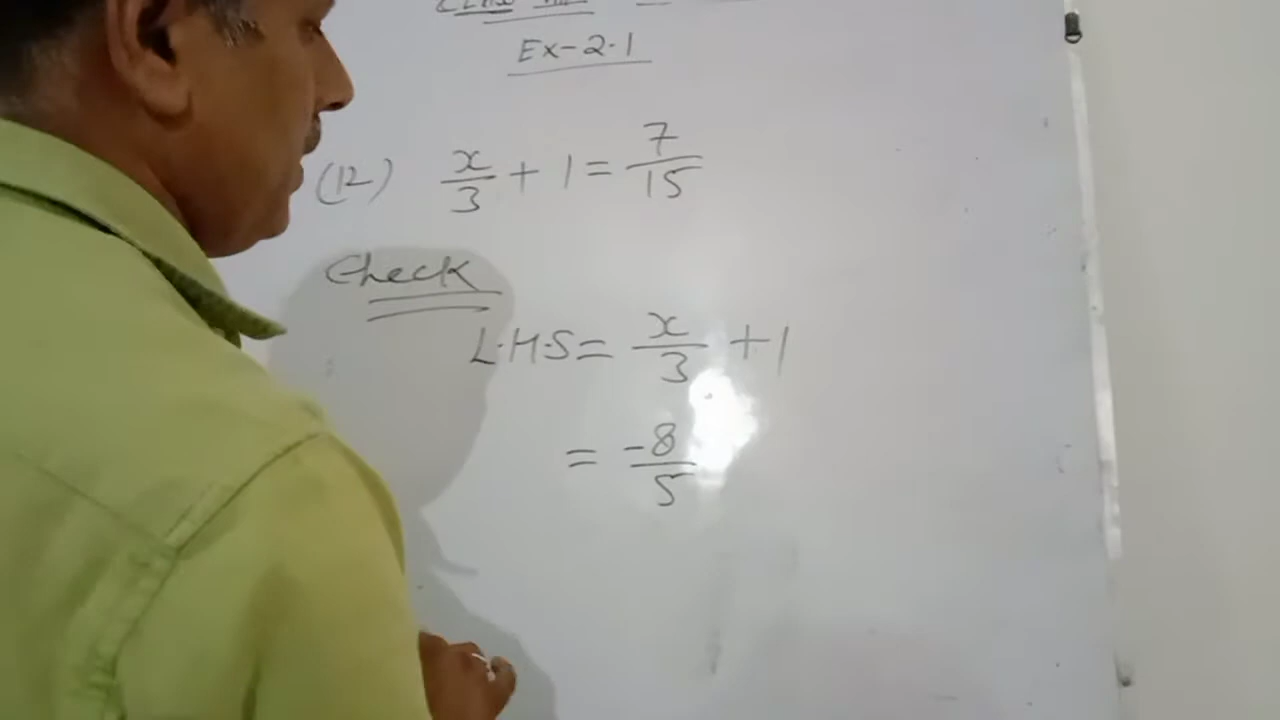 Ex-2.1
(12) x/3 + 1 = 7/15
Check
L.H.S = x/3 + 1
= -8/5